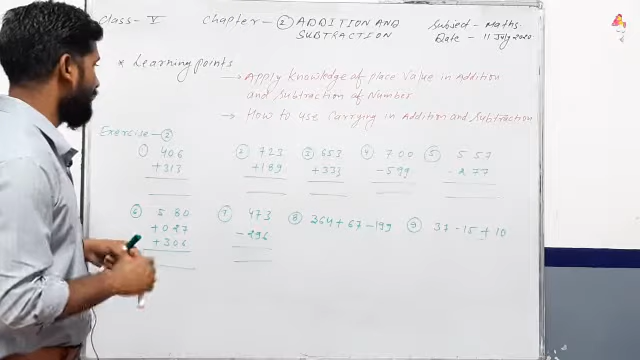 Class - V Chapter - ② ADDITION AND SUBTRACTION Subject - Maths.
Date - 11 July 2020
* Learning points
→ Apply Knowledge of place Value in Addition
and Subtraction of Number
→ How to use Carrying in Addition and Subtraction
Exercise - ②
① 406 ② 723 ③ 653 ④ 700 ⑤ 557
+313 +189 +333 -599 -277
⑥ 580 ⑦ 473 ⑧ 364 + 67 - 199 ⑨ 37 - 15 + 10
+027 -296
+306